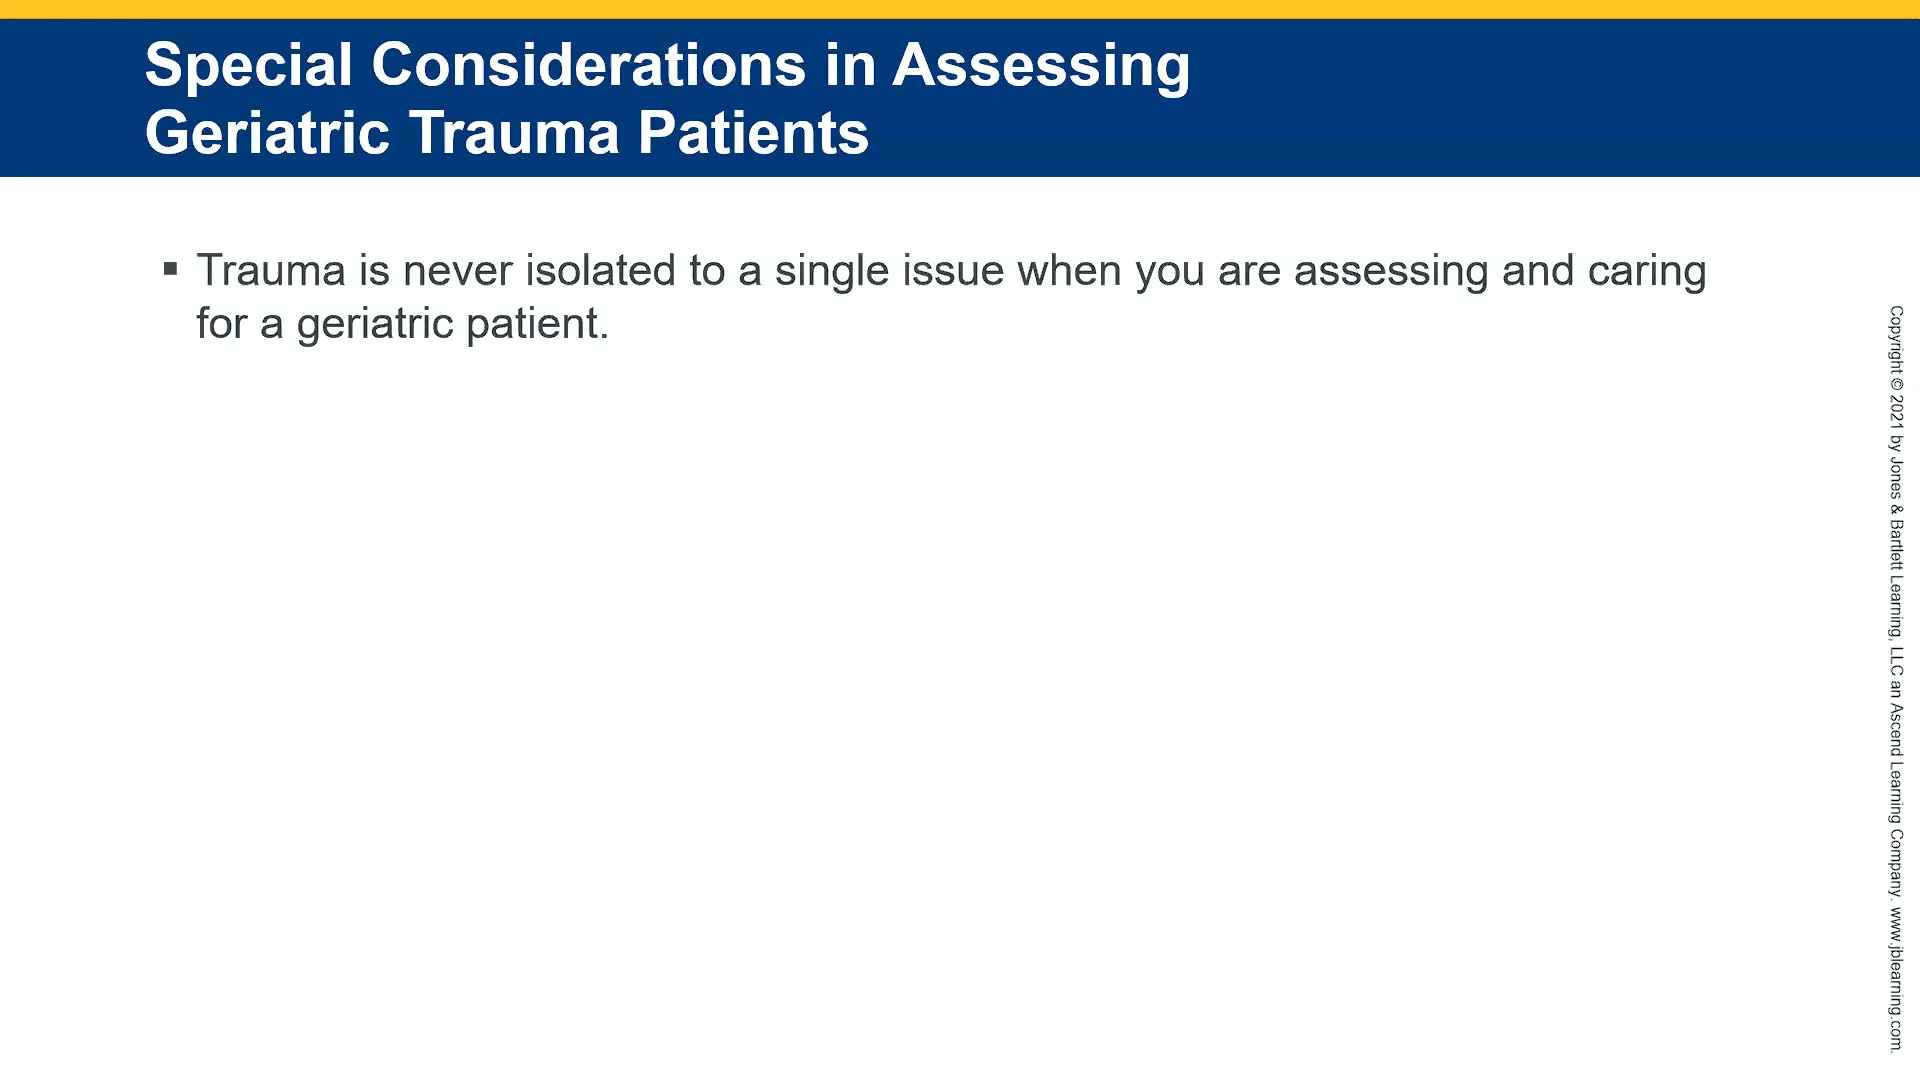 Special Considerations in Assessing
Geriatric Trauma Patients
▪ Trauma is never isolated to a single issue when you are assessing and caring
for a geriatric patient.
Copyright © 2021 by Jones & Bartlett Learning, LLC an Ascend Learning Company. www.jblearning.com.